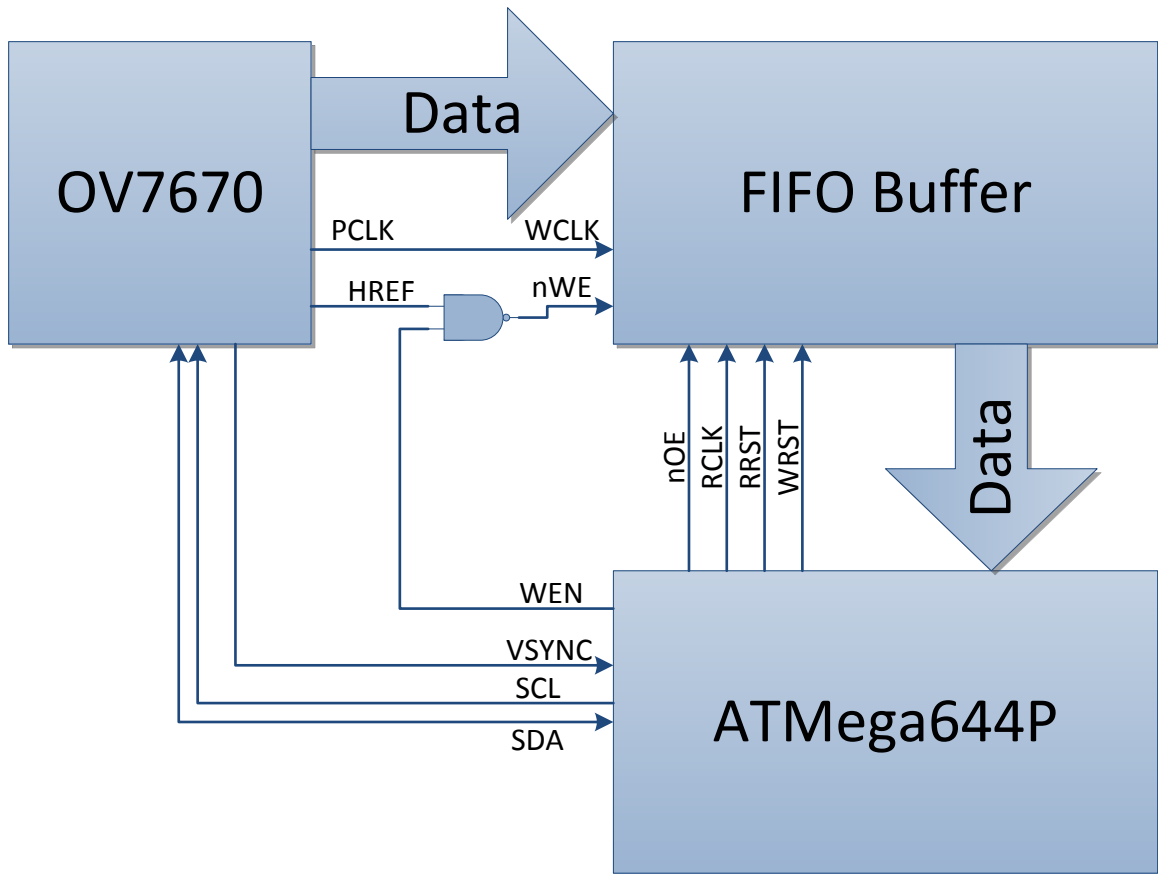 Data
OV7670
FIFO Buffer
PCLK
WCLK
HREF
nWE
nOE
RCLK
RRST
WRST
Data
WEN
VSYNC
SCL
SDA
ATMega644P